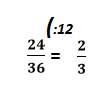 (:12
24/36 = 2/3